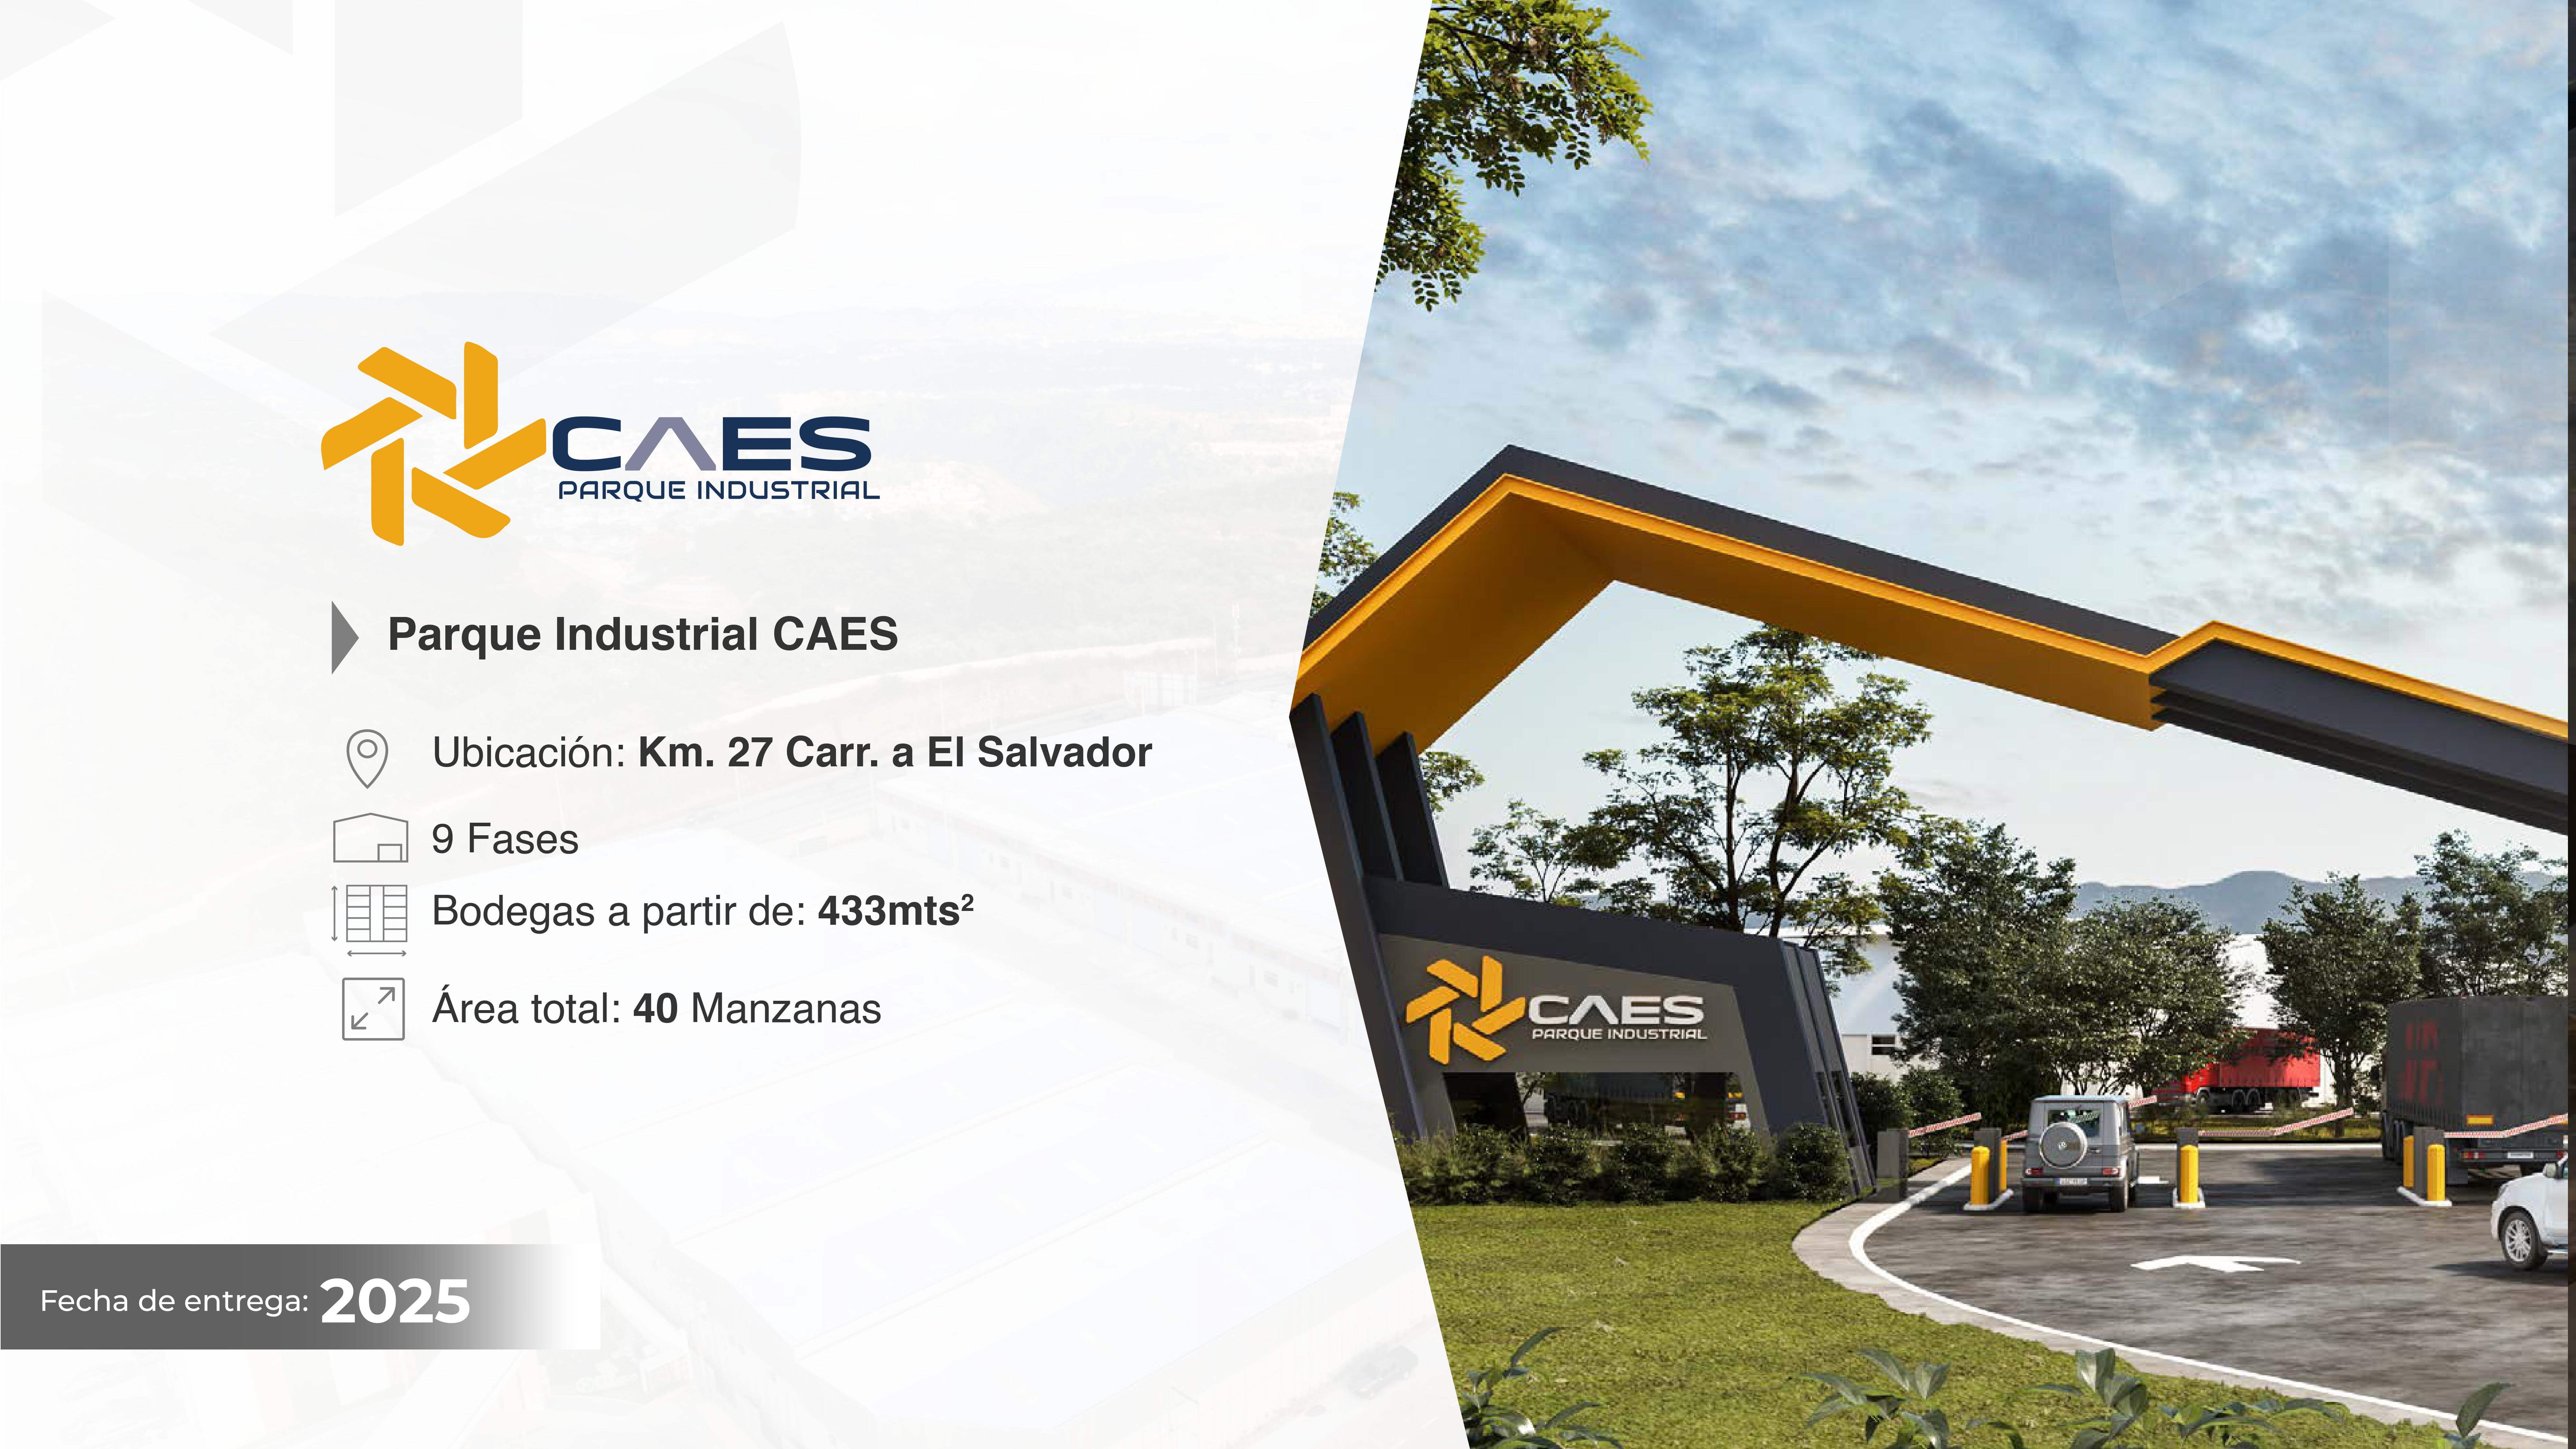 CAES
PARQUE INDUSTRIAL
Parque Industrial CAES
Ubicación: Km. 27 Carr. a El Salvador
9 Fases
Bodegas a partir de: 433mts²
Área total: 40 Manzanas
Fecha de entrega: 2025
CAES
PARQUE INDUSTRIAL